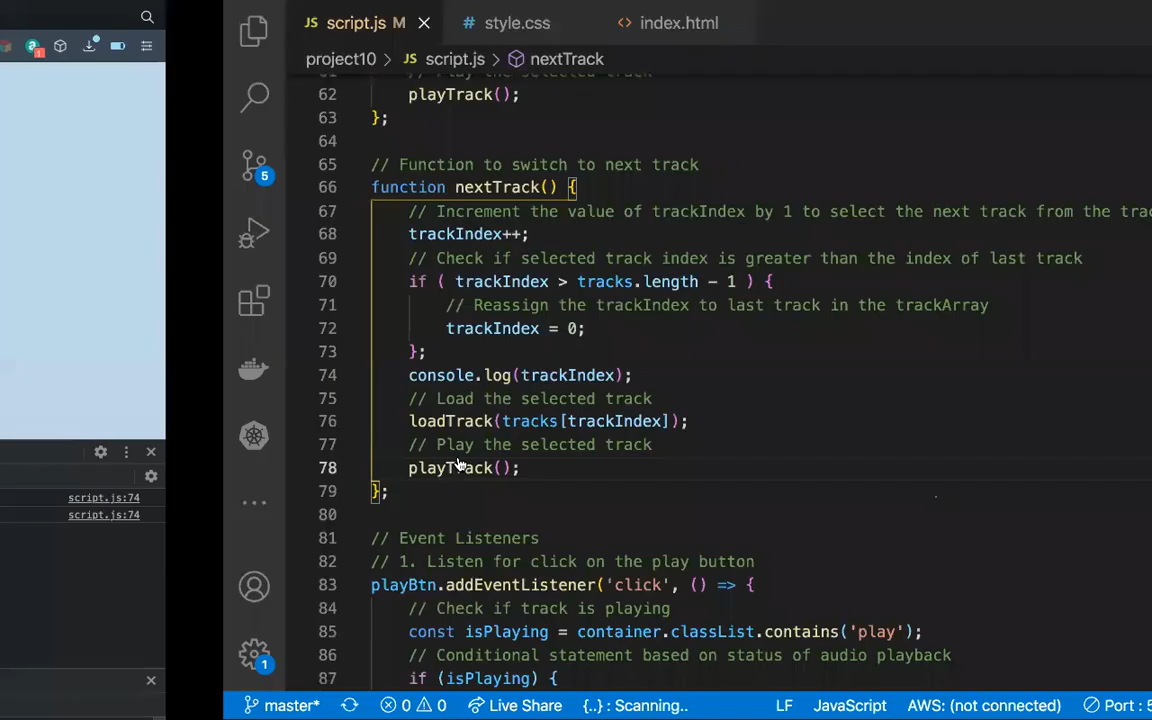 JS script.js M
# style.css
<> index.html
project10 > JS script.js > nextTrack
62 playTrack();
63 };
64
65 // Function to switch to next track
66 function nextTrack() {
67 // Increment the value of trackIndex by 1 to select the next track from the
68 trackIndex++;
69 // Check if selected track index is greater than the index of last track
70 if ( trackIndex > tracks.length - 1 ) {
71 // Reassign the trackIndex to last track in the trackArray
72 trackIndex = 0;
73 };
74 console.log(trackIndex);
75 // Load the selected track
76 loadTrack(tracks[trackIndex]);
77 // Play the selected track
78 playTrack();
79 };
80
81 // Event Listeners
82 // 1. Listen for click on the play button
83 playBtn.addEventListener('click', () => {
84 // Check if track is playing
85 const isPlaying = container.classList.contains('play');
86 // Conditional statement based on status of audio playback
87 if (isPlaying) {
1
5
script.js:74
script.js:74
1
master* 0 0 Live Share {..} : Scanning.. LF JavaScript AWS: (not connected) Port : 5